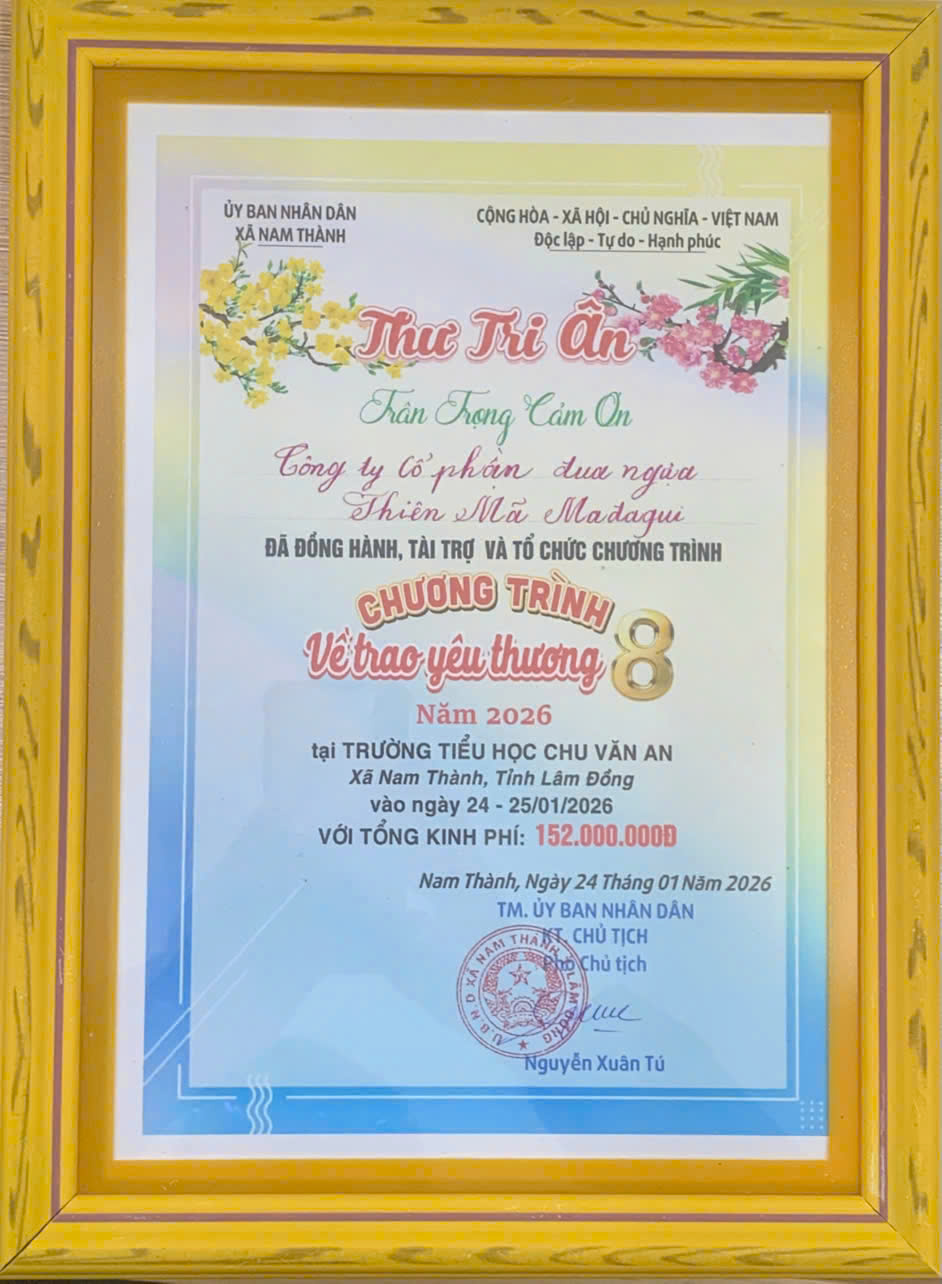 ỦY BAN NHÂN DÂN
XÃ NAM THÀNH
CỘNG HÒA - XÃ HỘI - CHỦ NGHĨA - VIỆT NAM
Độc lập - Tự do - Hạnh phúc
Thư Tri Ân
Trân Trọng Cảm Ơn
Công ty Cổ phần đua ngựa
Thiên Mã Madagui
ĐÃ ĐỒNG HÀNH, TÀI TRỢ VÀ TỔ CHỨC CHƯƠNG TRÌNH
CHƯƠNG TRÌNH
Về trao yêu thương 8
Năm 2026
tại TRƯỜNG TIỂU HỌC CHU VĂN AN
Xã Nam Thành, Tỉnh Lâm Đồng
vào ngày 24 - 25/01/2026
VỚI TỔNG KINH PHÍ: 152.000.000Đ
Nam Thành, Ngày 24 Tháng 01 Năm 2026
TM. ỦY BAN NHÂN DÂN
KT. CHỦ TỊCH
Phó Chủ tịch
U.B.N.D XÃ NAM THÀNH T. LÂM ĐỒNG
Nguyễn Xuân Tú